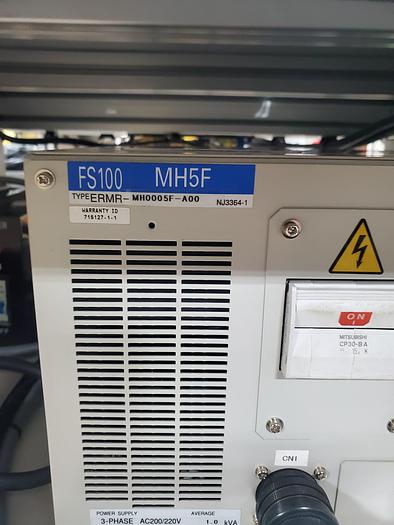 FS100 MH5F
TYPE ERMR-MH0005F-A00 NJ3364-1
WARRANTY ID
715127-1-1
ON
I
MITSUBISHI
CP30-BA
CN1
POWER SUPPLY AVERAGE
3-PHASE AC200/220V 1.0 kVA